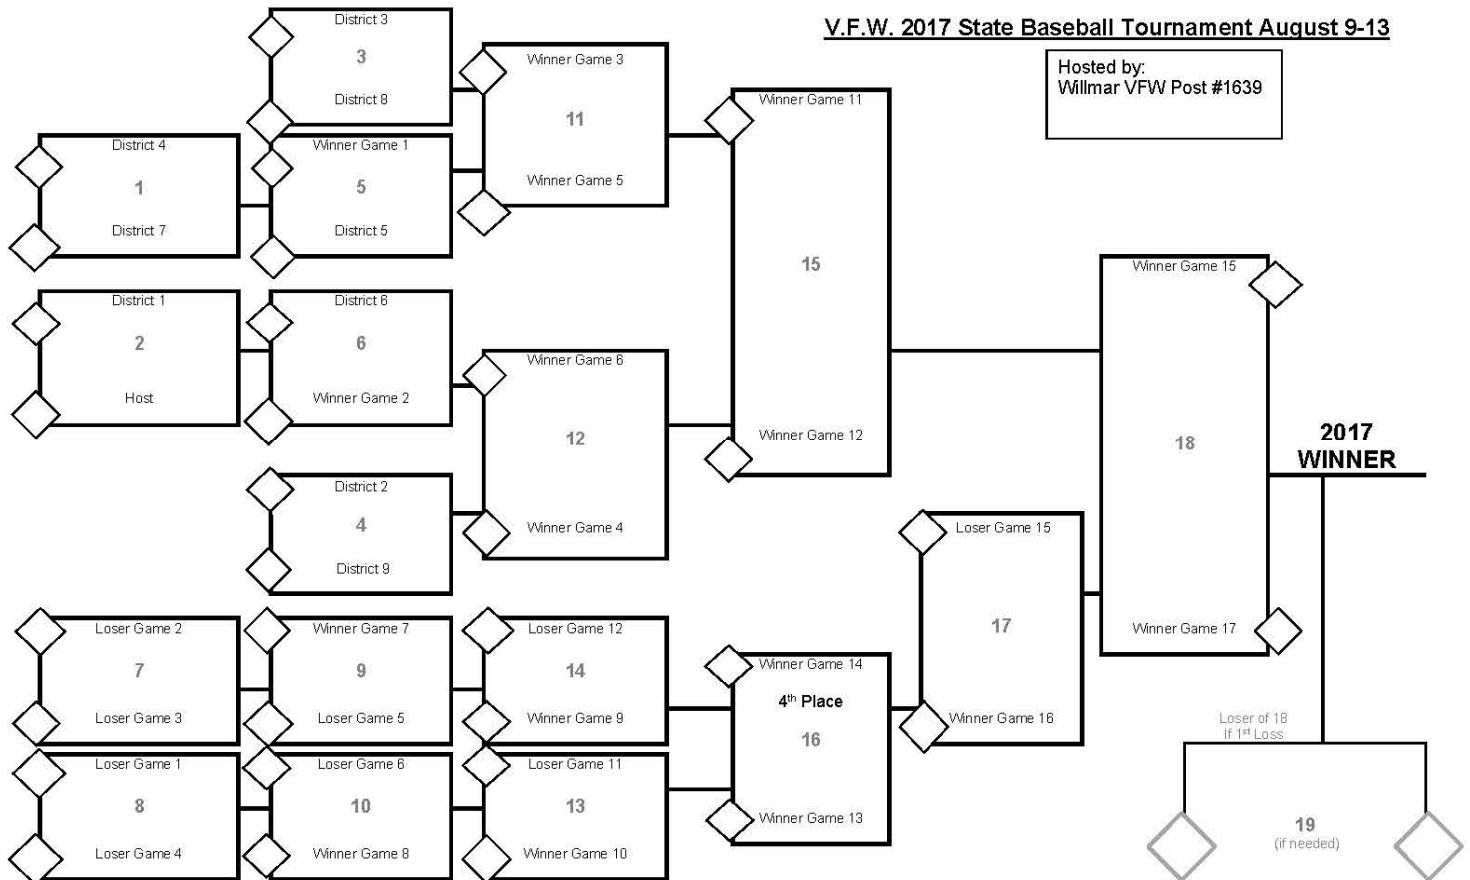 V.F.W. 2017 State Baseball Tournament August 9-13
Hosted by:
Willmar VFW Post #1639
District 3
3
District 8
District 4
1
District 7
Winner Game 1
5
District 5
Winner Game 3
11
Winner Game 5
District 1
2
Host
District 6
6
Winner Game 2
District 2
4
District 9
Winner Game 6
12
Winner Game 4
Winner Game 11
15
Winner Game 12
Loser Game 2
7
Loser Game 3
Winner Game 7
9
Loser Game 5
Loser Game 12
14
Winner Game 9
Loser Game 1
8
Loser Game 4
Loser Game 6
10
Winner Game 8
Loser Game 11
13
Winner Game 10
Winner Game 14
4th Place
16
Winner Game 13
Loser Game 15
17
Winner Game 16
Winner Game 15
18
Winner Game 17
2017
WINNER
Loser of 18
If 1st Loss
19
(if needed)